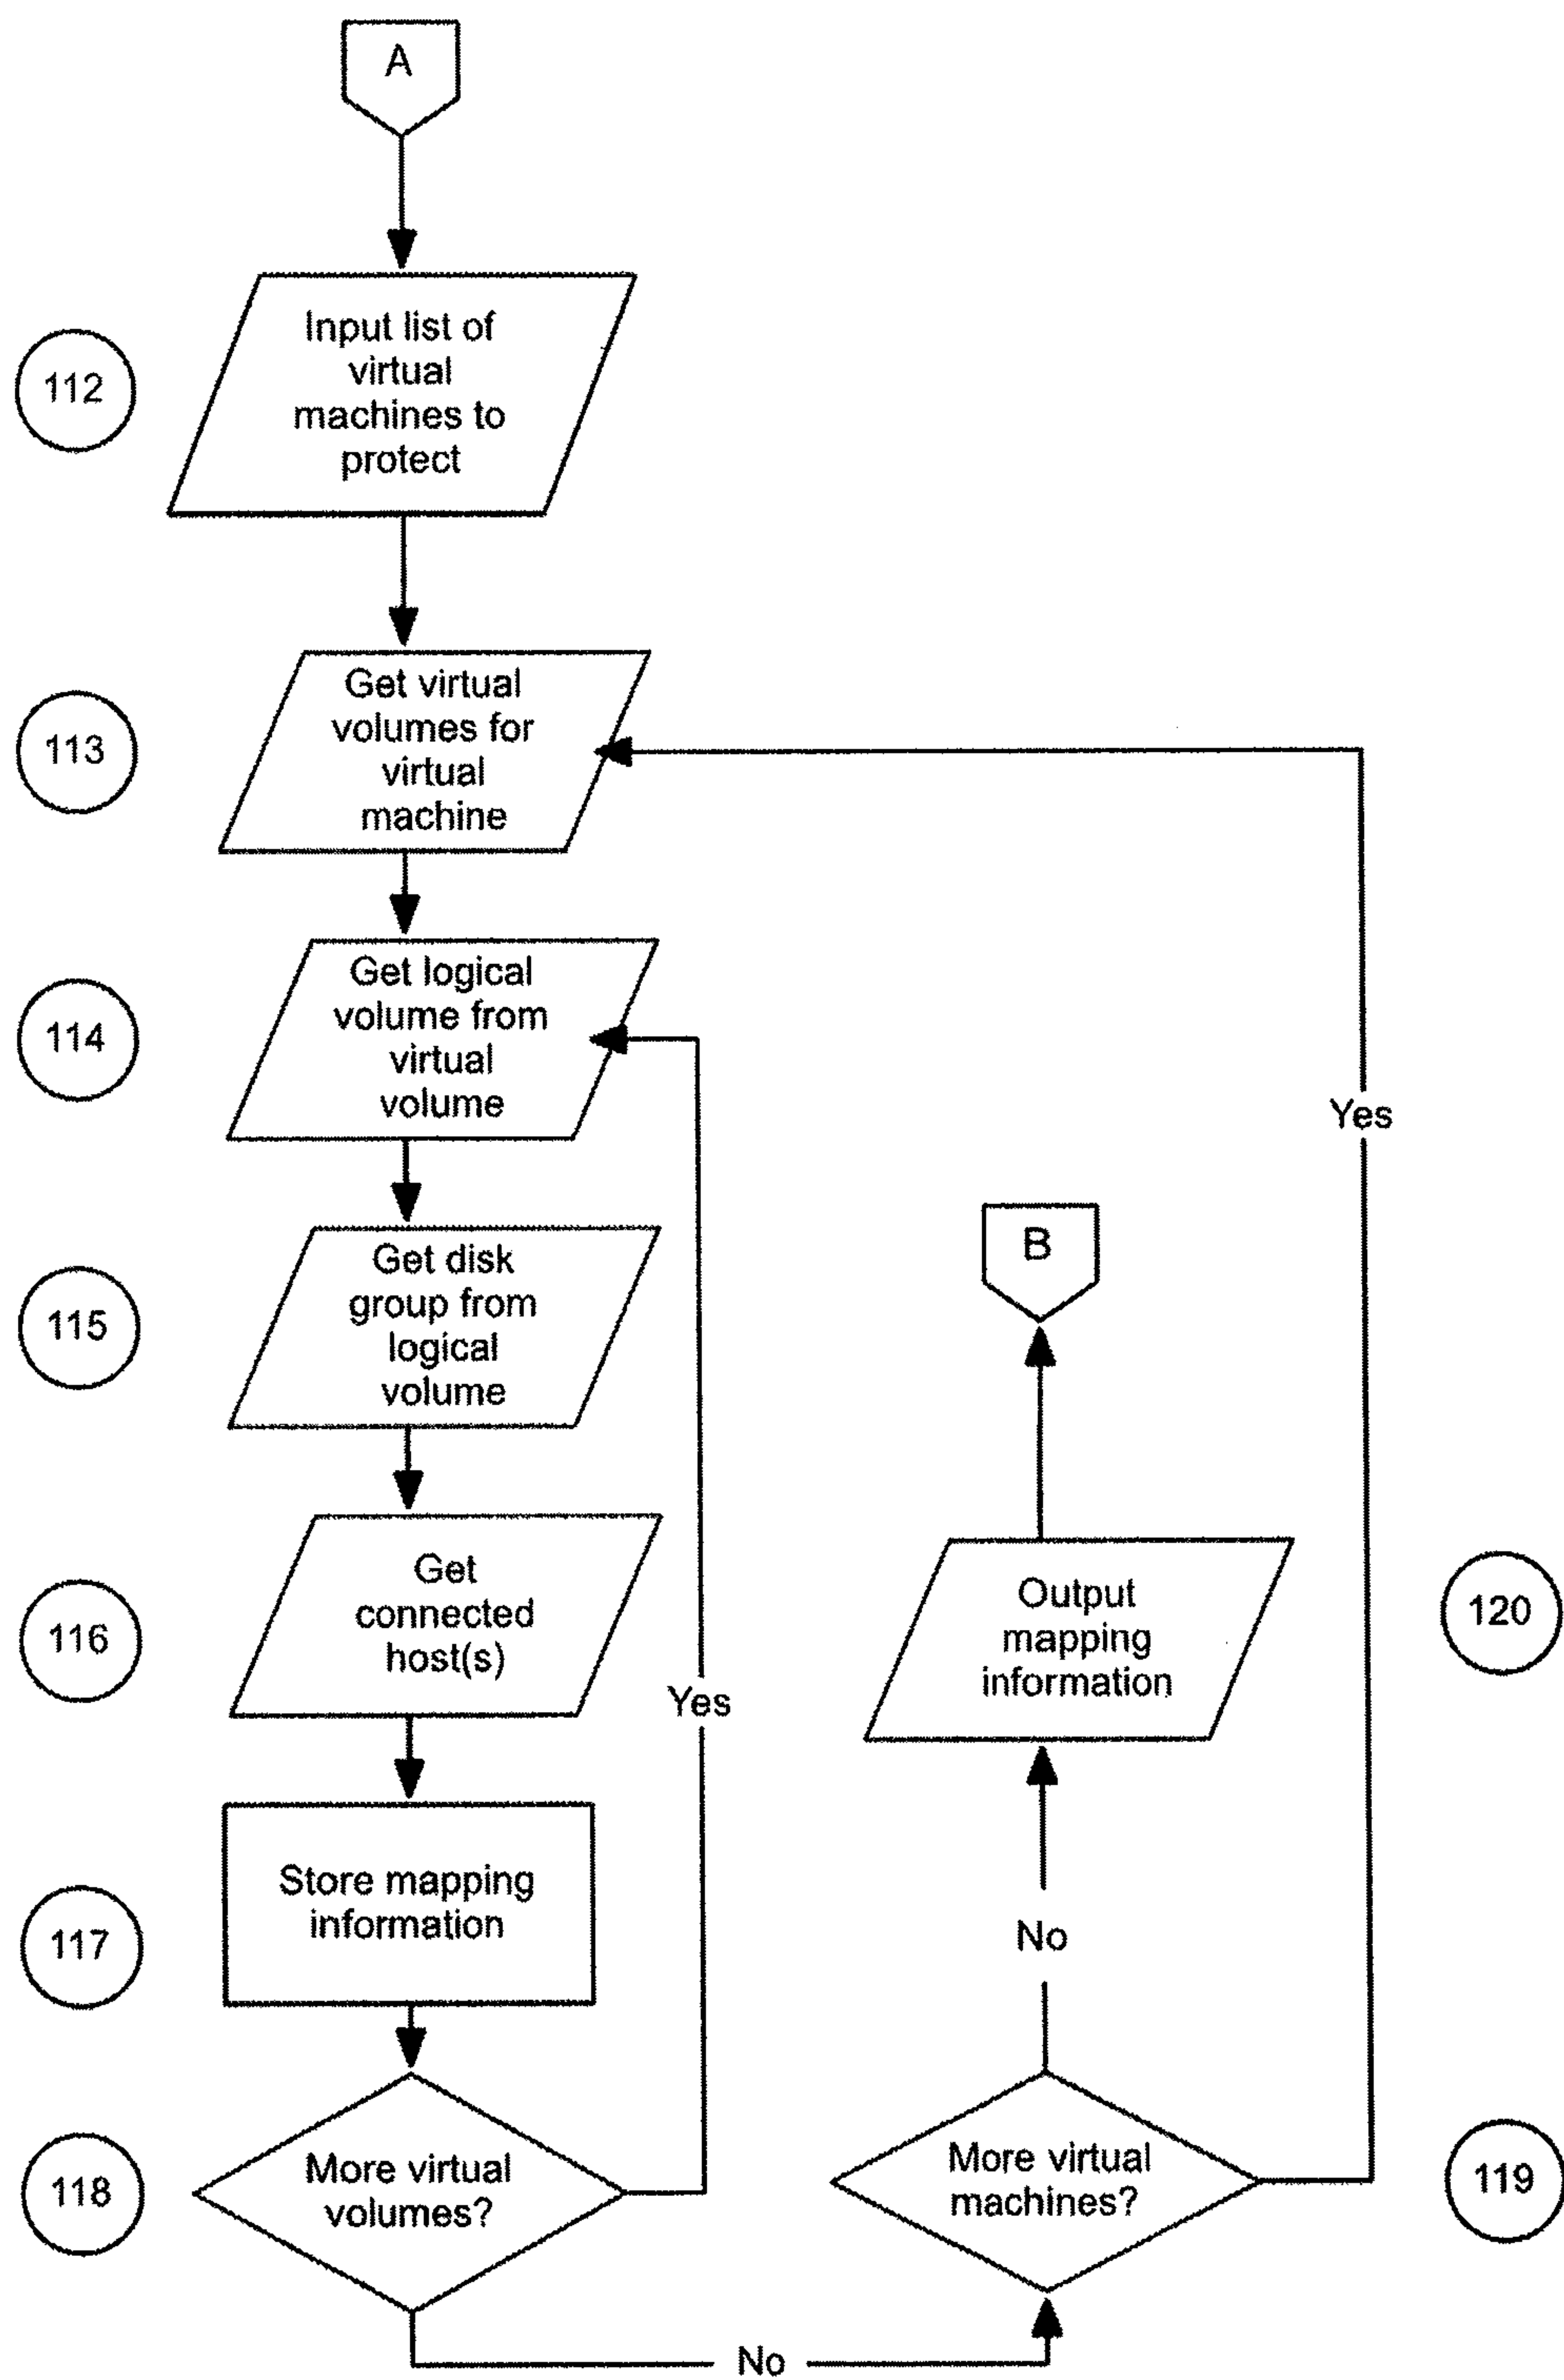 A
112
Input list of
virtual
machines to
protect
113
Get virtual
volumes for
virtual
machine
114
Get logical
volume from
virtual
volume
Yes
115
Get disk
group from
logical
volume
B
116
Get
connected
host(s)
Yes
Output
mapping
information
120
117
Store mapping
information
No
118
More virtual
volumes?
More virtual
machines?
119
No